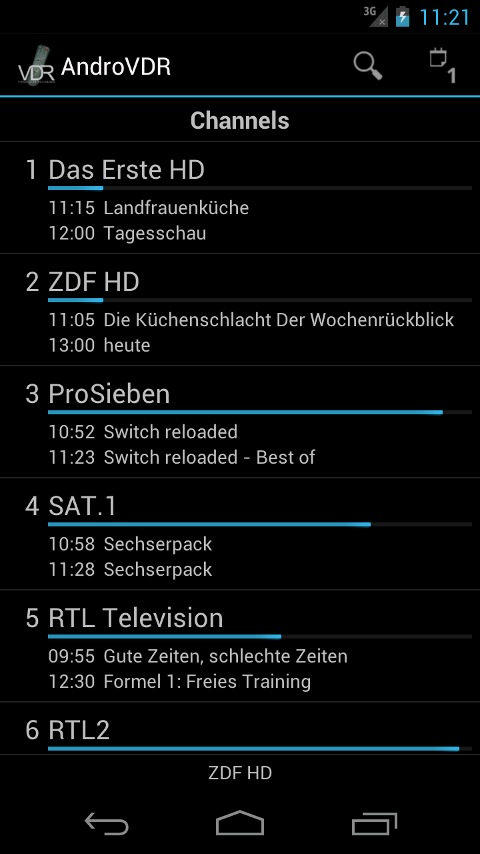 3G 11:21
VDR AndroVDR 1
Channels
1 Das Erste HD
11:15 Landfrauenküche
12:00 Tagesschau
2 ZDF HD
11:05 Die Küchenschlacht Der Wochenrückblick
13:00 heute
3 ProSieben
10:52 Switch reloaded
11:23 Switch reloaded - Best of
4 SAT.1
10:58 Sechserpack
11:28 Sechserpack
5 RTL Television
09:55 Gute Zeiten, schlechte Zeiten
12:30 Formel 1: Freies Training
6 RTL2
ZDF HD